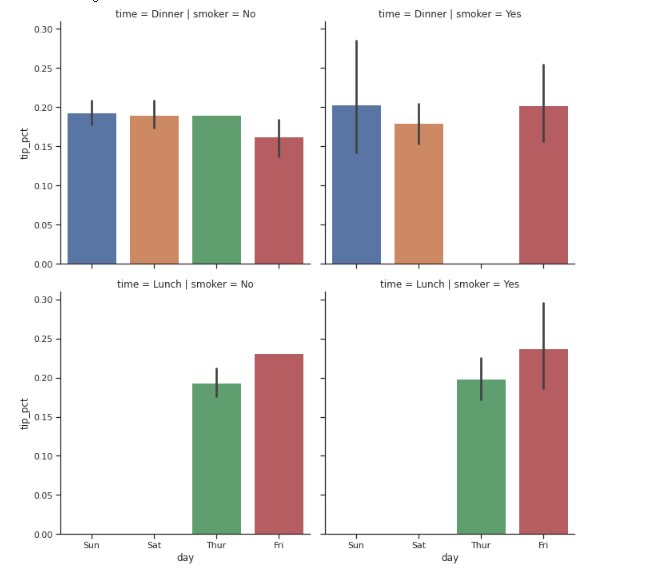 time = Dinner | smoker = No
time = Dinner | smoker = Yes
0.30
0.25
0.20
0.15
0.10
0.05
0.00
tip_pct
time = Lunch | smoker = No
time = Lunch | smoker = Yes
0.30
0.25
0.20
0.15
0.10
0.05
0.00
tip_pct
Sun Sat Thur Fri
Sun Sat Thur Fri
day
day